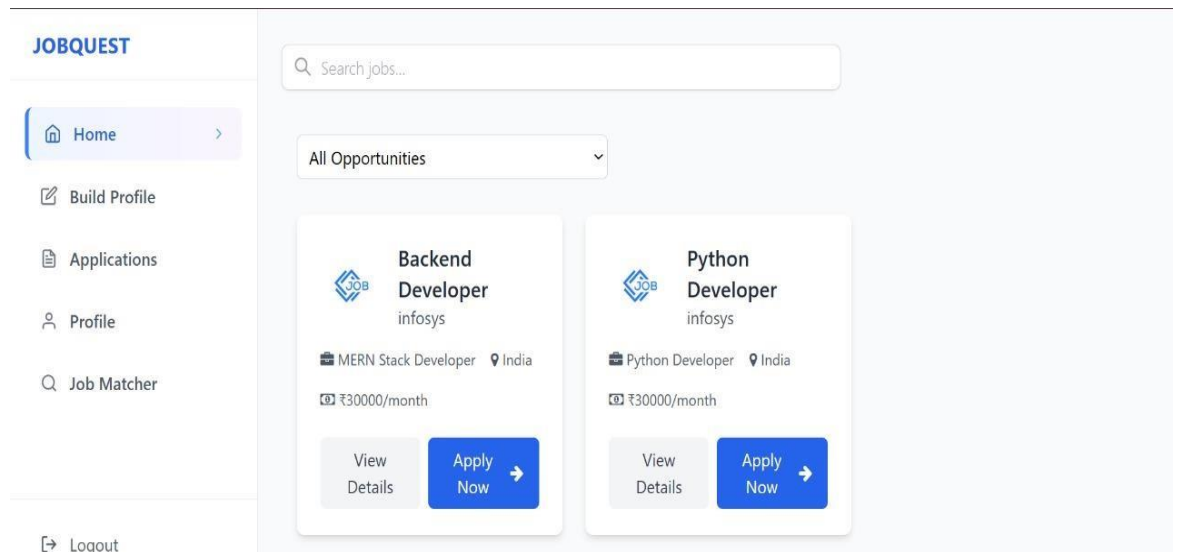 JOBQUEST
Home
Build Profile
Applications
Profile
Job Matcher
Logout
Search jobs...
All Opportunities
JOB
Backend
Developer
infosys
MERN Stack Developer India
₹30000/month
View
Details
Apply
Now
JOB
Python
Developer
infosys
Python Developer India
₹30000/month
View
Details
Apply
Now